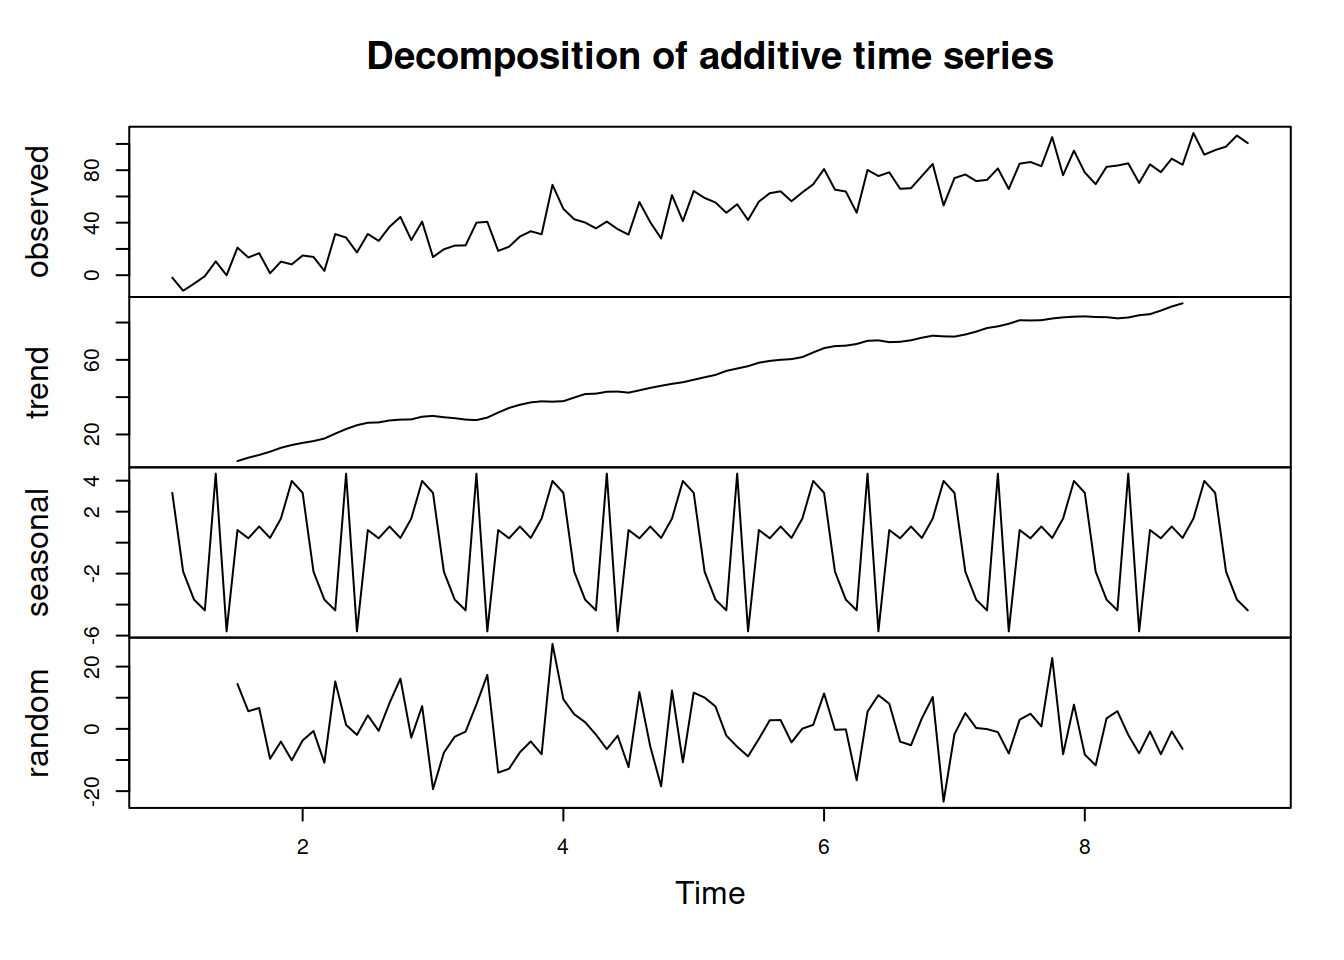 Decomposition of additive time series
observed
0 40 80
trend
20 60
seasonal
-6 -2 2 4
random
-20 0 20
2 4 6 8
Time